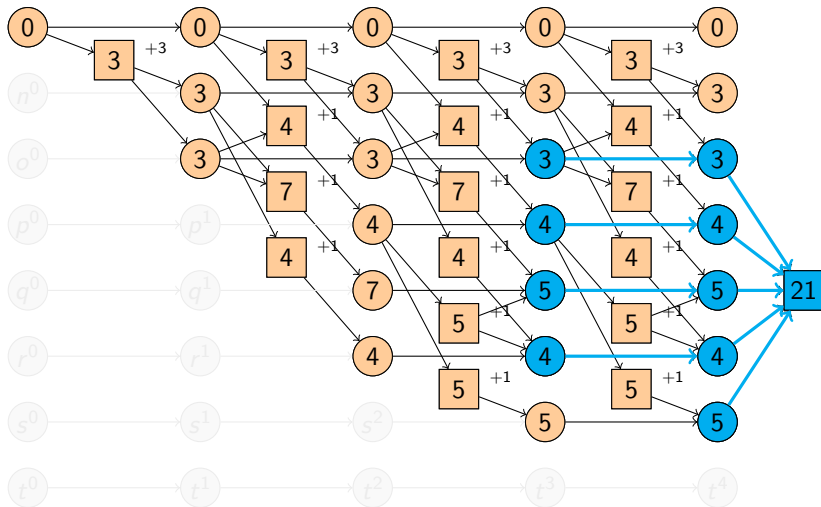 0 0 0 0 0
3 +3 3 +3 3 +3 3 +3
n⁰ 3 3 3 3
4 +1 4 +1 4 +1
o⁰ 3 3 3 3
7 +1 7 +1 7 +1
p⁰ p¹ 4 4 4
4 +1 4 +1 4 +1
q⁰ q¹ 7 5 5 21
5 +1 5 +1
r⁰ r¹ 4 4 4
5 +1 5 +1
s⁰ s¹ s² 5 5
t⁰ t¹ t² t³ t⁴